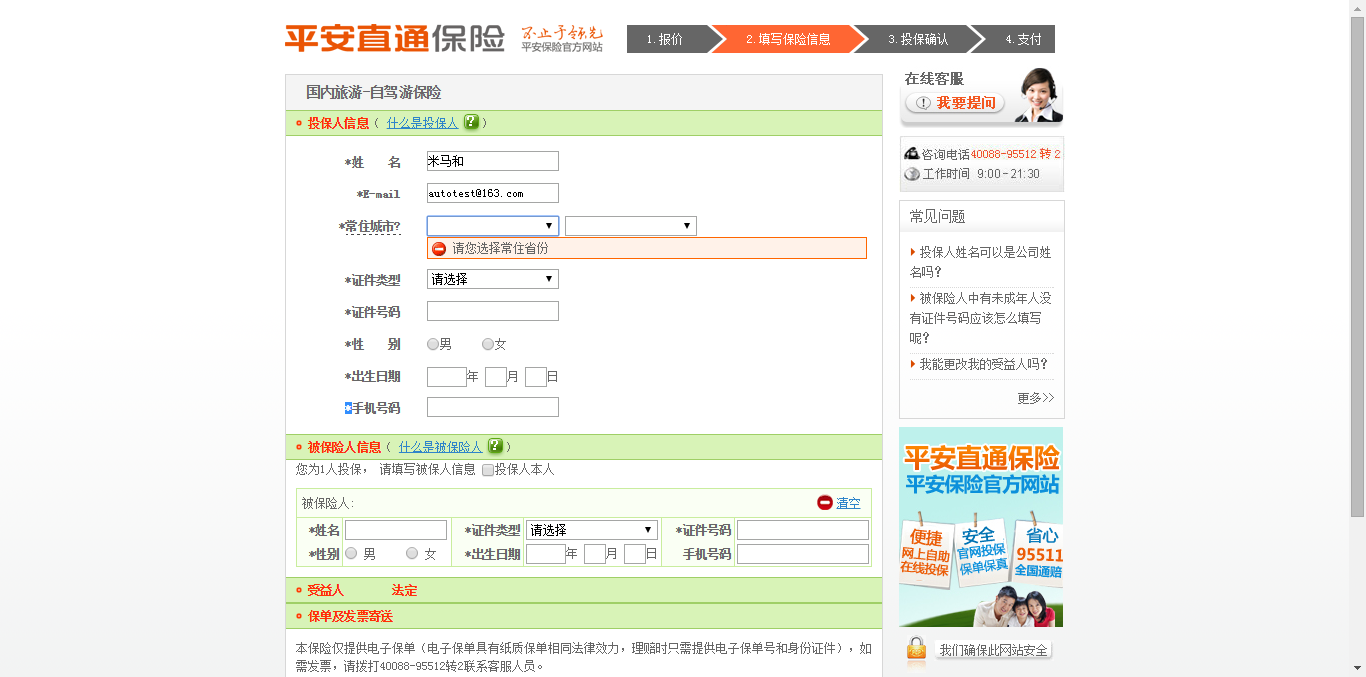 平安直通保险 不止于领先
平安保险官方网站
1.报价 2.填写保险信息 3.投保确认 4.支付
国内旅游-自驾游保险
投保人信息（ 什么是投保人 ? ）
*姓 名 米马和
*E-mail autotest@163.com
*常住城市?
请您选择常住省份
*证件类型 请选择
*证件号码
*性 别 男 女
*出生日期 年 月 日
*手机号码
被保险人信息（ 什么是被保险人 ? ）
您为1人投保， 请填写被保人信息 投保人本人
被保险人: 清空
*姓名 *证件类型 请选择 *证件号码
*性别 男 女 *出生日期 年 月 日 手机号码
受益人 法定
保单及发票寄送
本保险仅提供电子保单（电子保单具有纸质保单相同法律效力，理赔时只需提供电子保单号和身份证件），如
需发票，请拨打40088-95512转2联系客服人员。
在线客服
我要提问
咨询电话40088-95512 转 2
工作时间 9:00-21:30
常见问题
投保人姓名可以是公司姓
名吗?
被保险人中有未成年人没
有证件号码应该怎么填写
呢?
我能更改我的受益人吗?
更多>>
平安直通保险
平安保险官方网站
便捷
网上自助
在线投保
安全
官网投保
保单保真
省心
95511
全国通赔
我们确保此网站安全